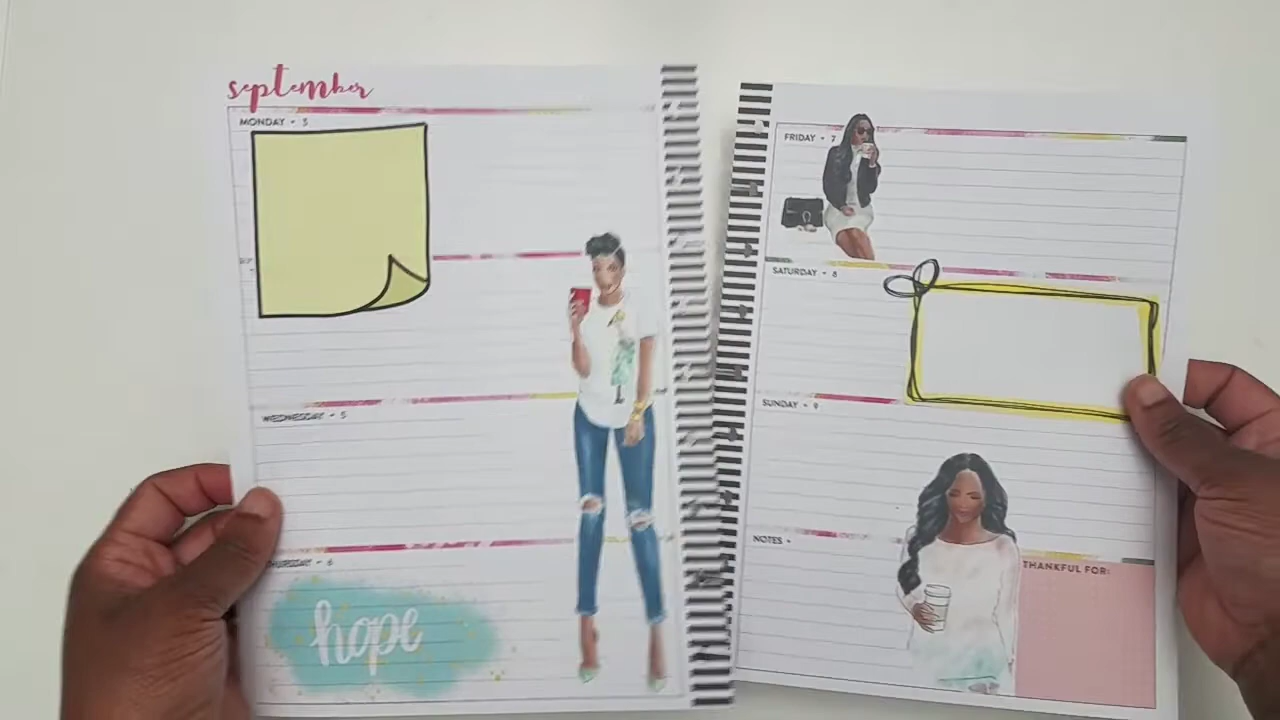 september
MONDAY • 3
WEDNESDAY • 5
THURSDAY • 6
hope
FRIDAY • 7
SATURDAY • 8
SUNDAY • 9
NOTES •
THANKFUL FOR: